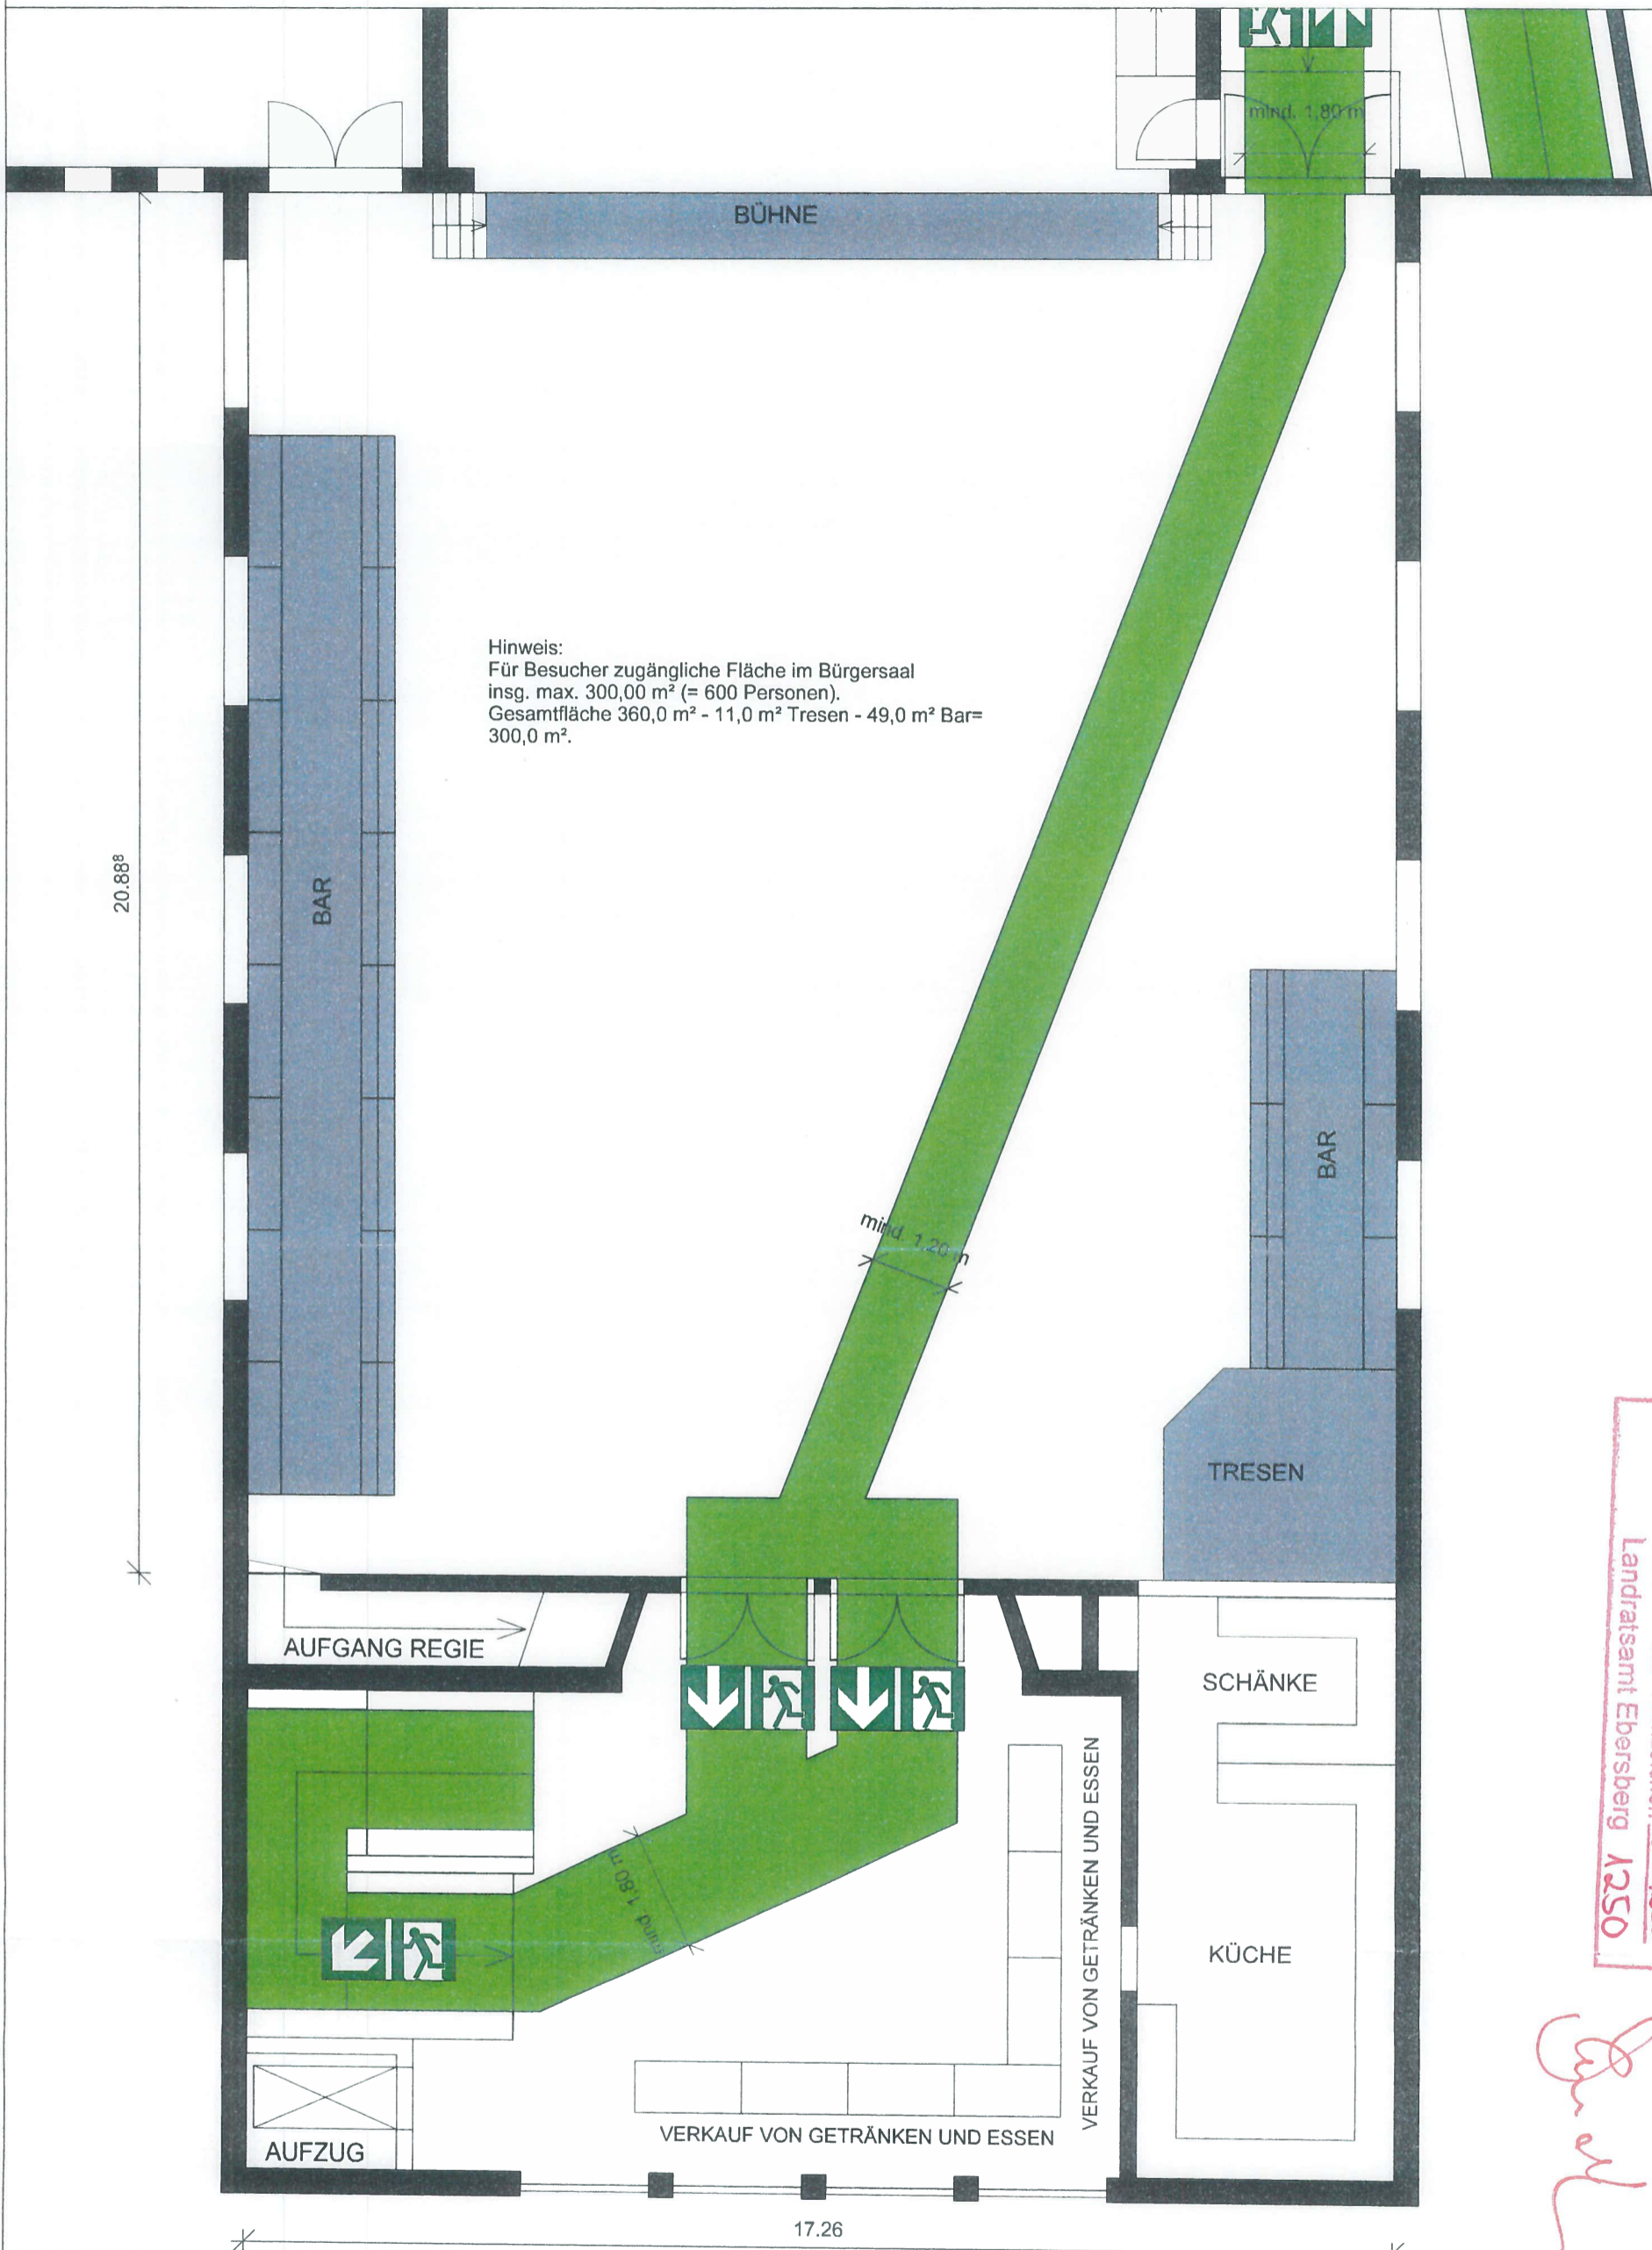 mind. 1,80 m
BÜHNE
Hinweis:
Für Besucher zugängliche Fläche im Bürgersaal
insg. max. 300,00 m² (= 600 Personen).
Gesamtfläche 360,0 m² - 11,0 m² Tresen - 49,0 m² Bar=
300,0 m².
20.88⁸
BAR
BAR
mind. 1,20 m
TRESEN
AUFGANG REGIE
SCHÄNKE
mind 1,80 m
VERKAUF VON GETRÄNKEN UND ESSEN
KÜCHE
VERKAUF VON GETRÄNKEN UND ESSEN
AUFZUG
17.26
Landratsamt Ebersberg 1250